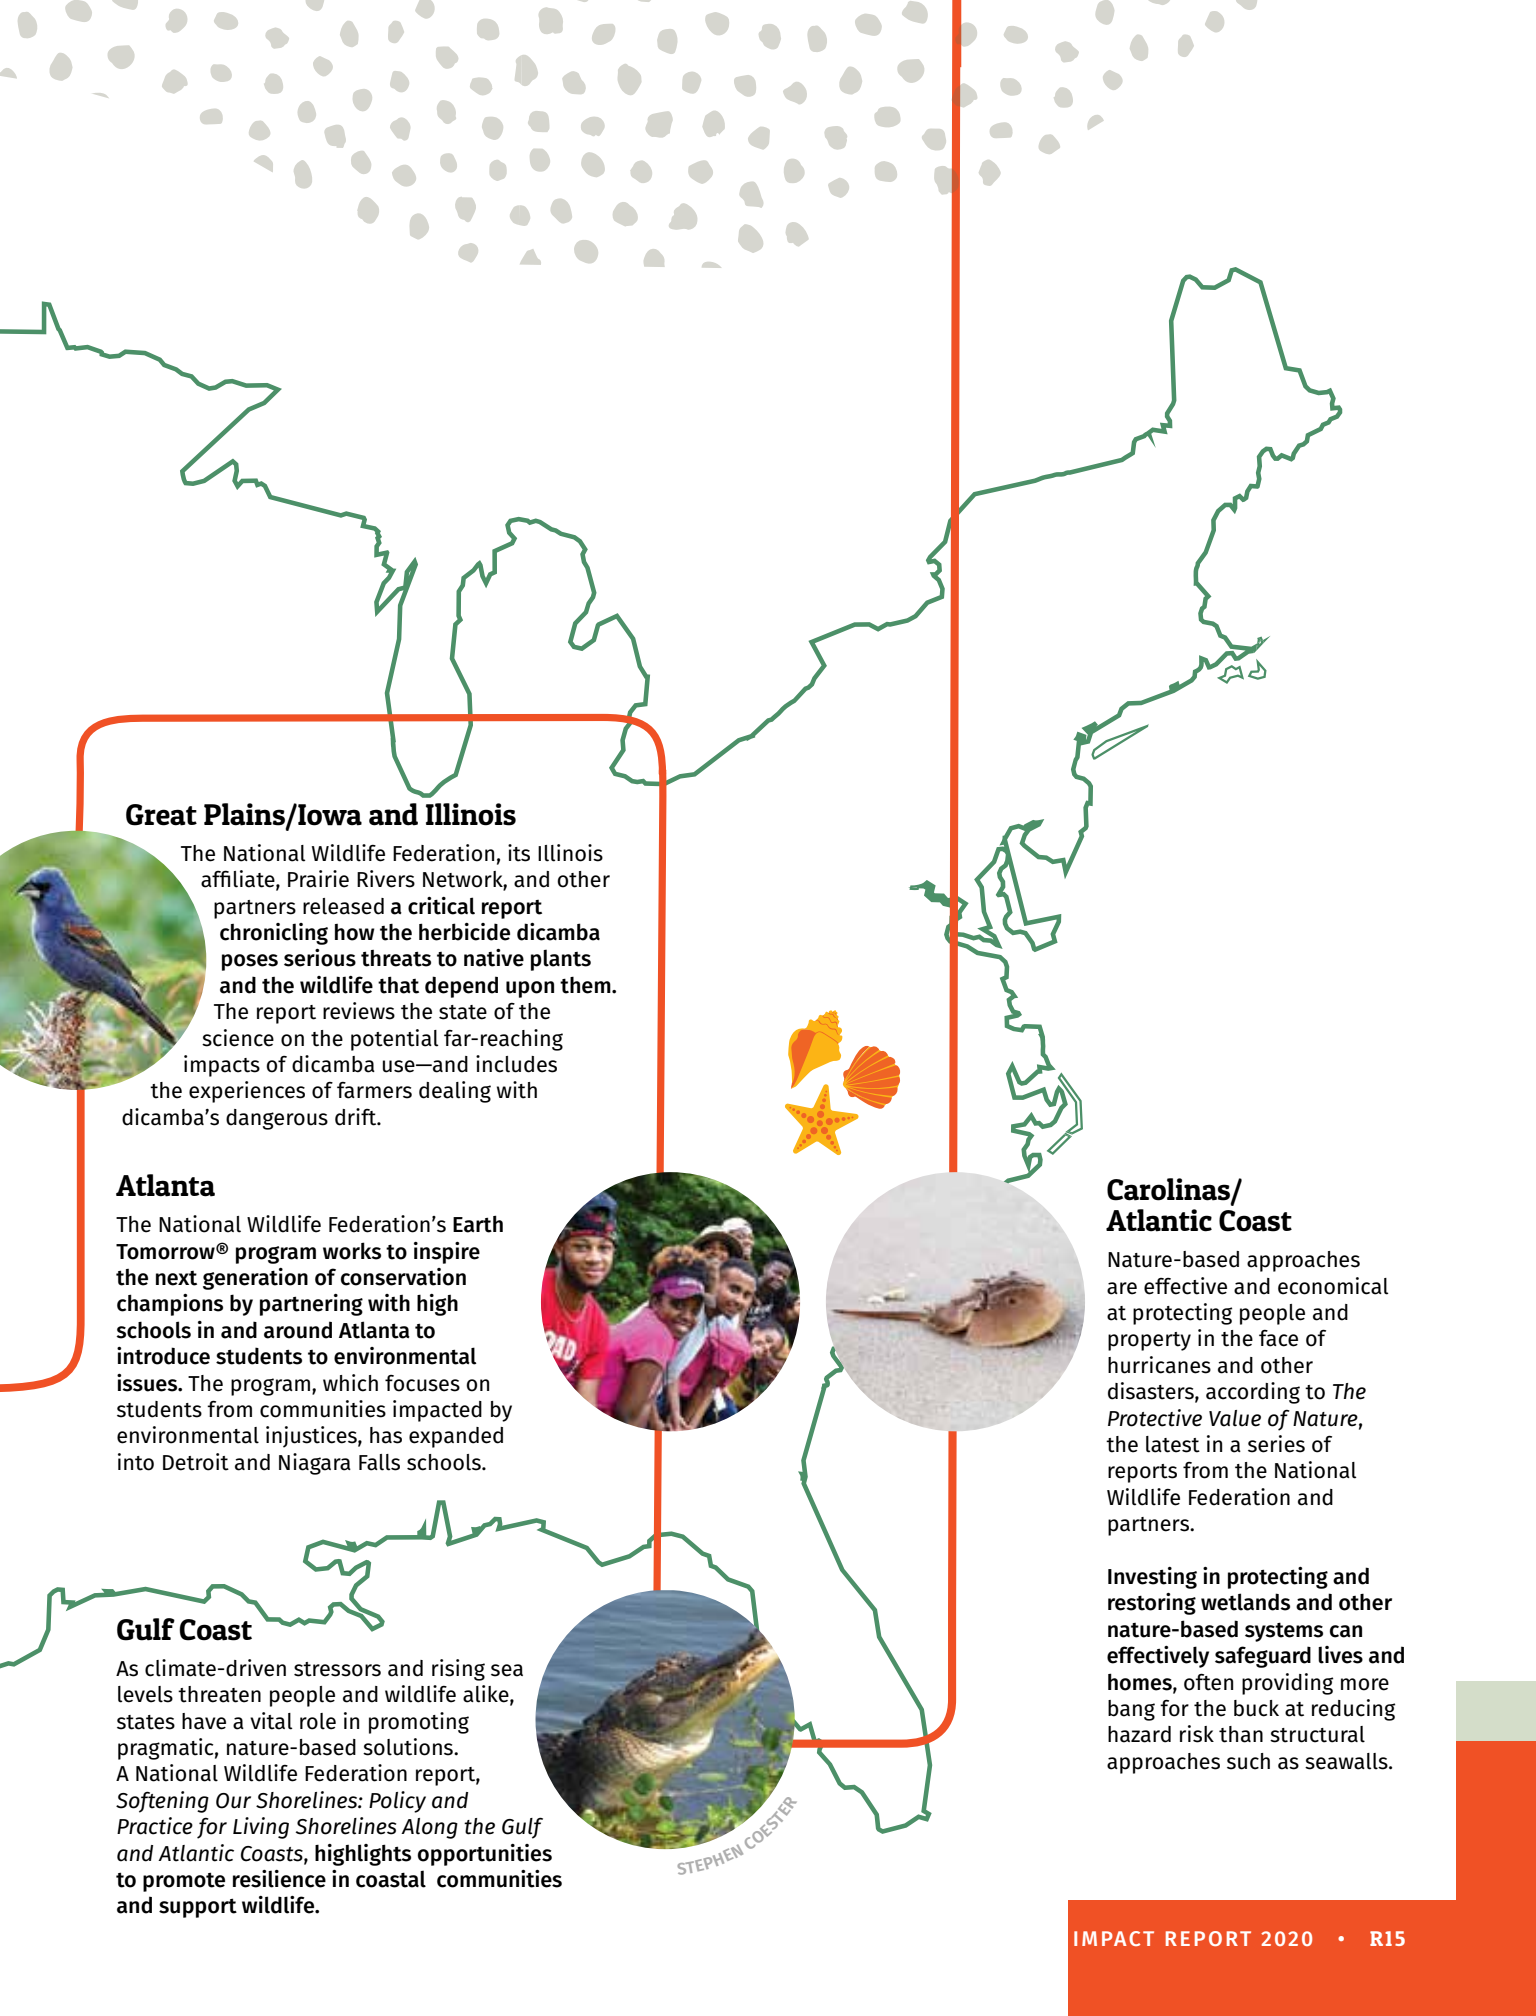 Great Plains/Iowa and Illinois
The National Wildlife Federation, its Illinois
affiliate, Prairie Rivers Network, and other
partners released a critical report
chronicling how the herbicide dicamba
poses serious threats to native plants
and the wildlife that depend upon them.
The report reviews the state of the
science on the potential far-reaching
impacts of dicamba use—and includes
the experiences of farmers dealing with
dicamba's dangerous drift.
Atlanta
The National Wildlife Federation's Earth
Tomorrow® program works to inspire
the next generation of conservation
champions by partnering with high
schools in and around Atlanta to
introduce students to environmental
issues. The program, which focuses on
students from communities impacted by
environmental injustices, has expanded
into Detroit and Niagara Falls schools.
Gulf Coast
As climate-driven stressors and rising sea
levels threaten people and wildlife alike,
states have a vital role in promoting
pragmatic, nature-based solutions.
A National Wildlife Federation report,
Softening Our Shorelines: Policy and
Practice for Living Shorelines Along the Gulf
and Atlantic Coasts, highlights opportunities
to promote resilience in coastal communities
and support wildlife.
STEPHEN COESTER
Carolinas/
Atlantic Coast
Nature-based approaches
are effective and economical
at protecting people and
property in the face of
hurricanes and other
disasters, according to The
Protective Value of Nature,
the latest in a series of
reports from the National
Wildlife Federation and
partners.
Investing in protecting and
restoring wetlands and other
nature-based systems can
effectively safeguard lives and
homes, often providing more
bang for the buck at reducing
hazard risk than structural
approaches such as seawalls.
IMPACT REPORT 2020 • R15